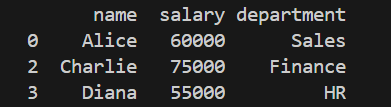 name salary department
0 Alice 60000 Sales
2 Charlie 75000 Finance
3 Diana 55000 HR